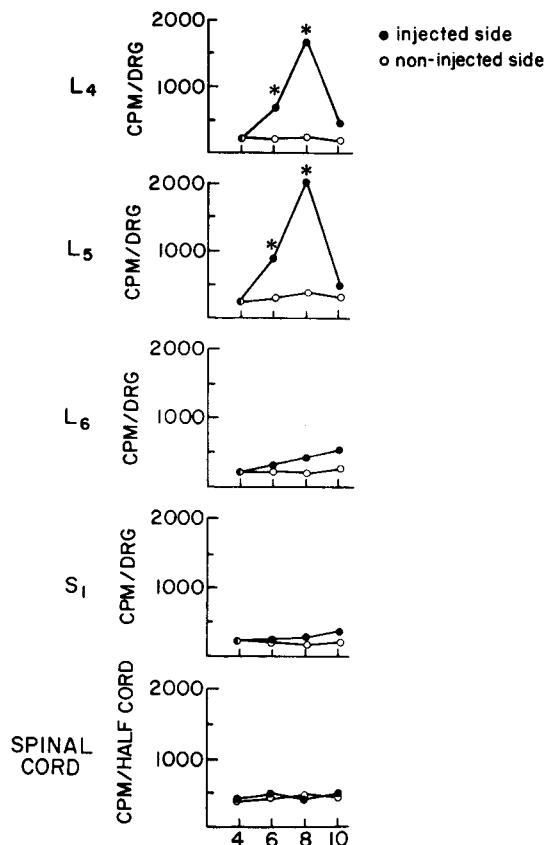 ● injected side
○ non-injected side
L4
CPM/DRG
2000
1000
*
*
L5
CPM/DRG
2000
1000
*
*
L6
CPM/DRG
2000
1000
S1
CPM/DRG
2000
1000
SPINAL
CORD
CPM/HALF CORD
2000
1000
4 6 8 10